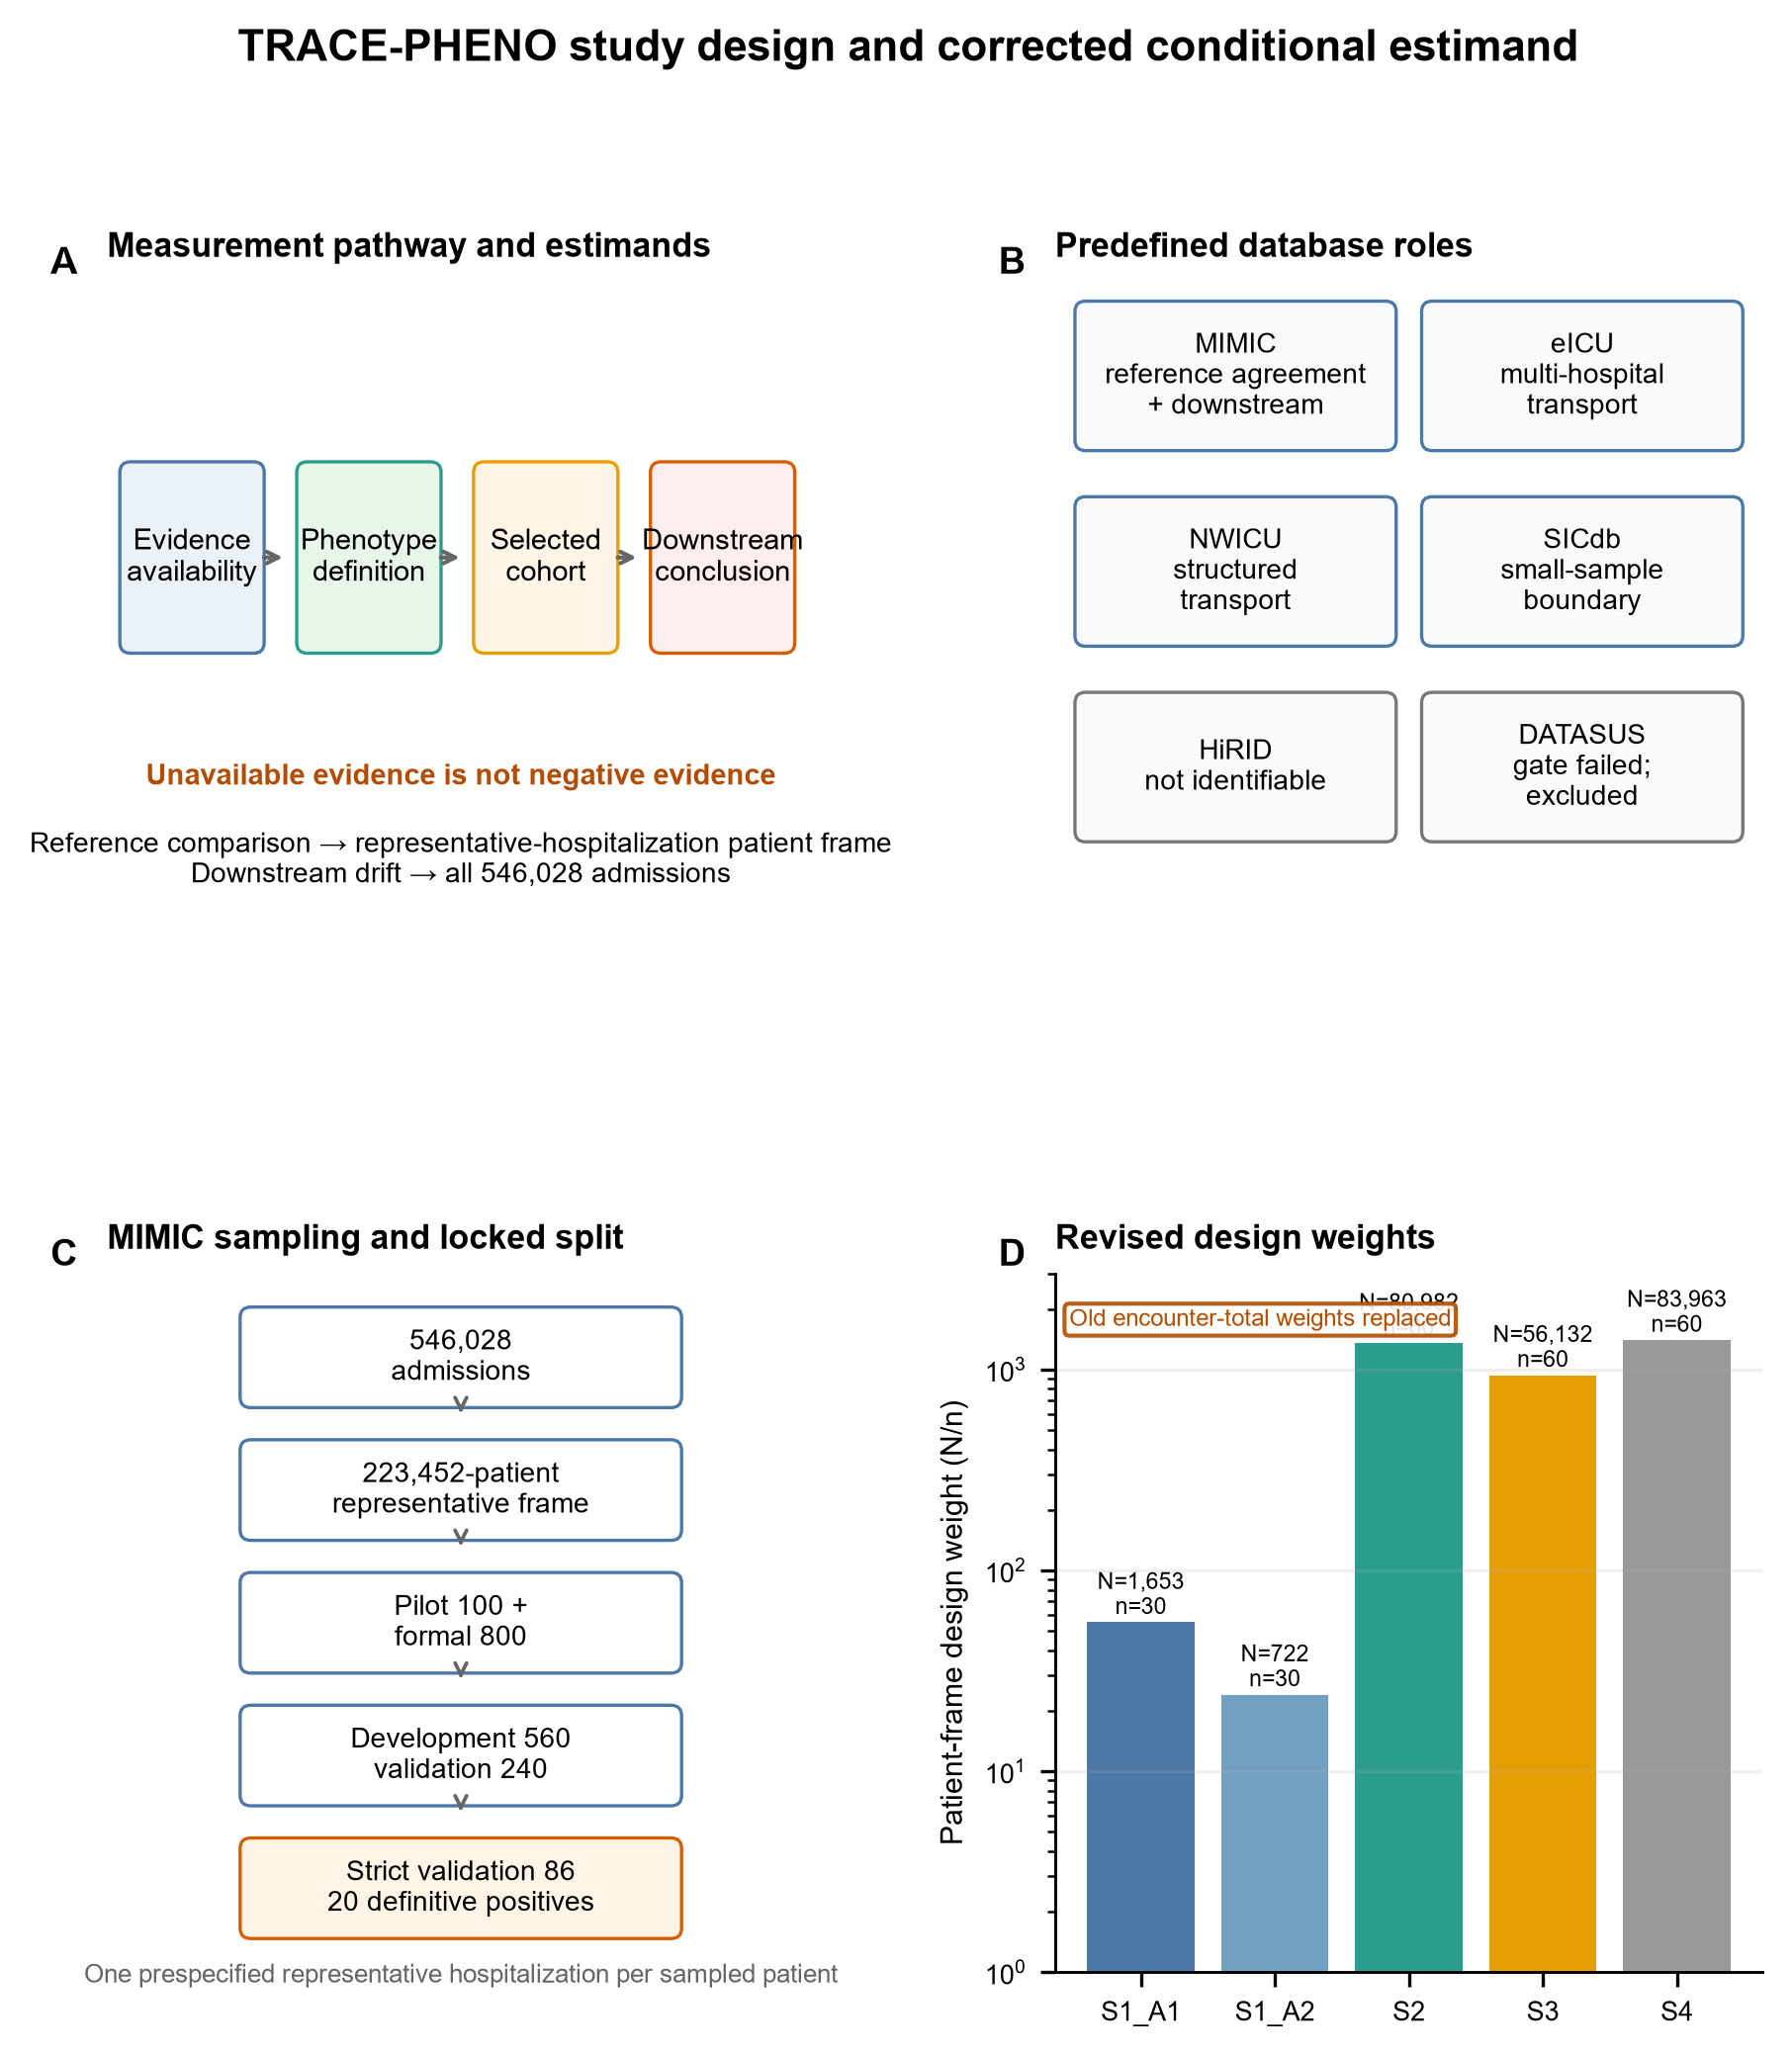 TRACE-PHENO study design and corrected conditional estimand
A
Measurement pathway and estimands
Evidence
availability
Phenotype
definition
Selected
cohort
Downstream
conclusion
Unavailable evidence is not negative evidence
Reference comparison → representative-hospitalization patient frame
Downstream drift → all 546,028 admissions
B
Predefined database roles
MIMIC
reference agreement
+ downstream
eICU
multi-hospital
transport
NWICU
structured
transport
SICdb
small-sample
boundary
HiRID
not identifiable
DATASUS
gate failed;
excluded
C
MIMIC sampling and locked split
546,028
admissions
223,452-patient
representative frame
Pilot 100 +
formal 800
Development 560
validation 240
Strict validation 86
20 definitive positives
One prespecified representative hospitalization per sampled patient
D
Revised design weights
Patient-frame design weight (N/n)
10³
10²
10¹
10⁰
Old encounter-total weights replaced
N=1,653
n=30
N=722
n=30
N=80,982
N=56,132
n=60
N=83,963
n=60
S1_A1
S1_A2
S2
S3
S4